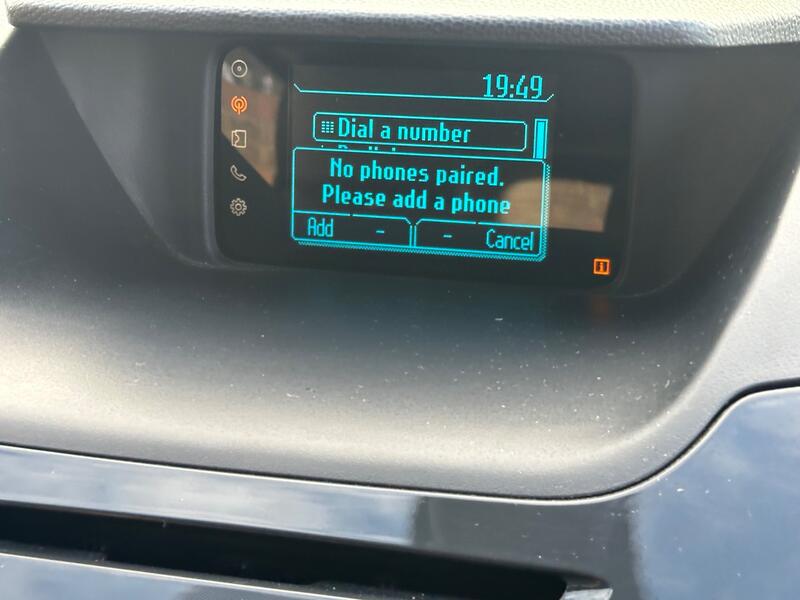 19:49
Dial a number
No phones paired.
Please add a phone
Add - - Cancel